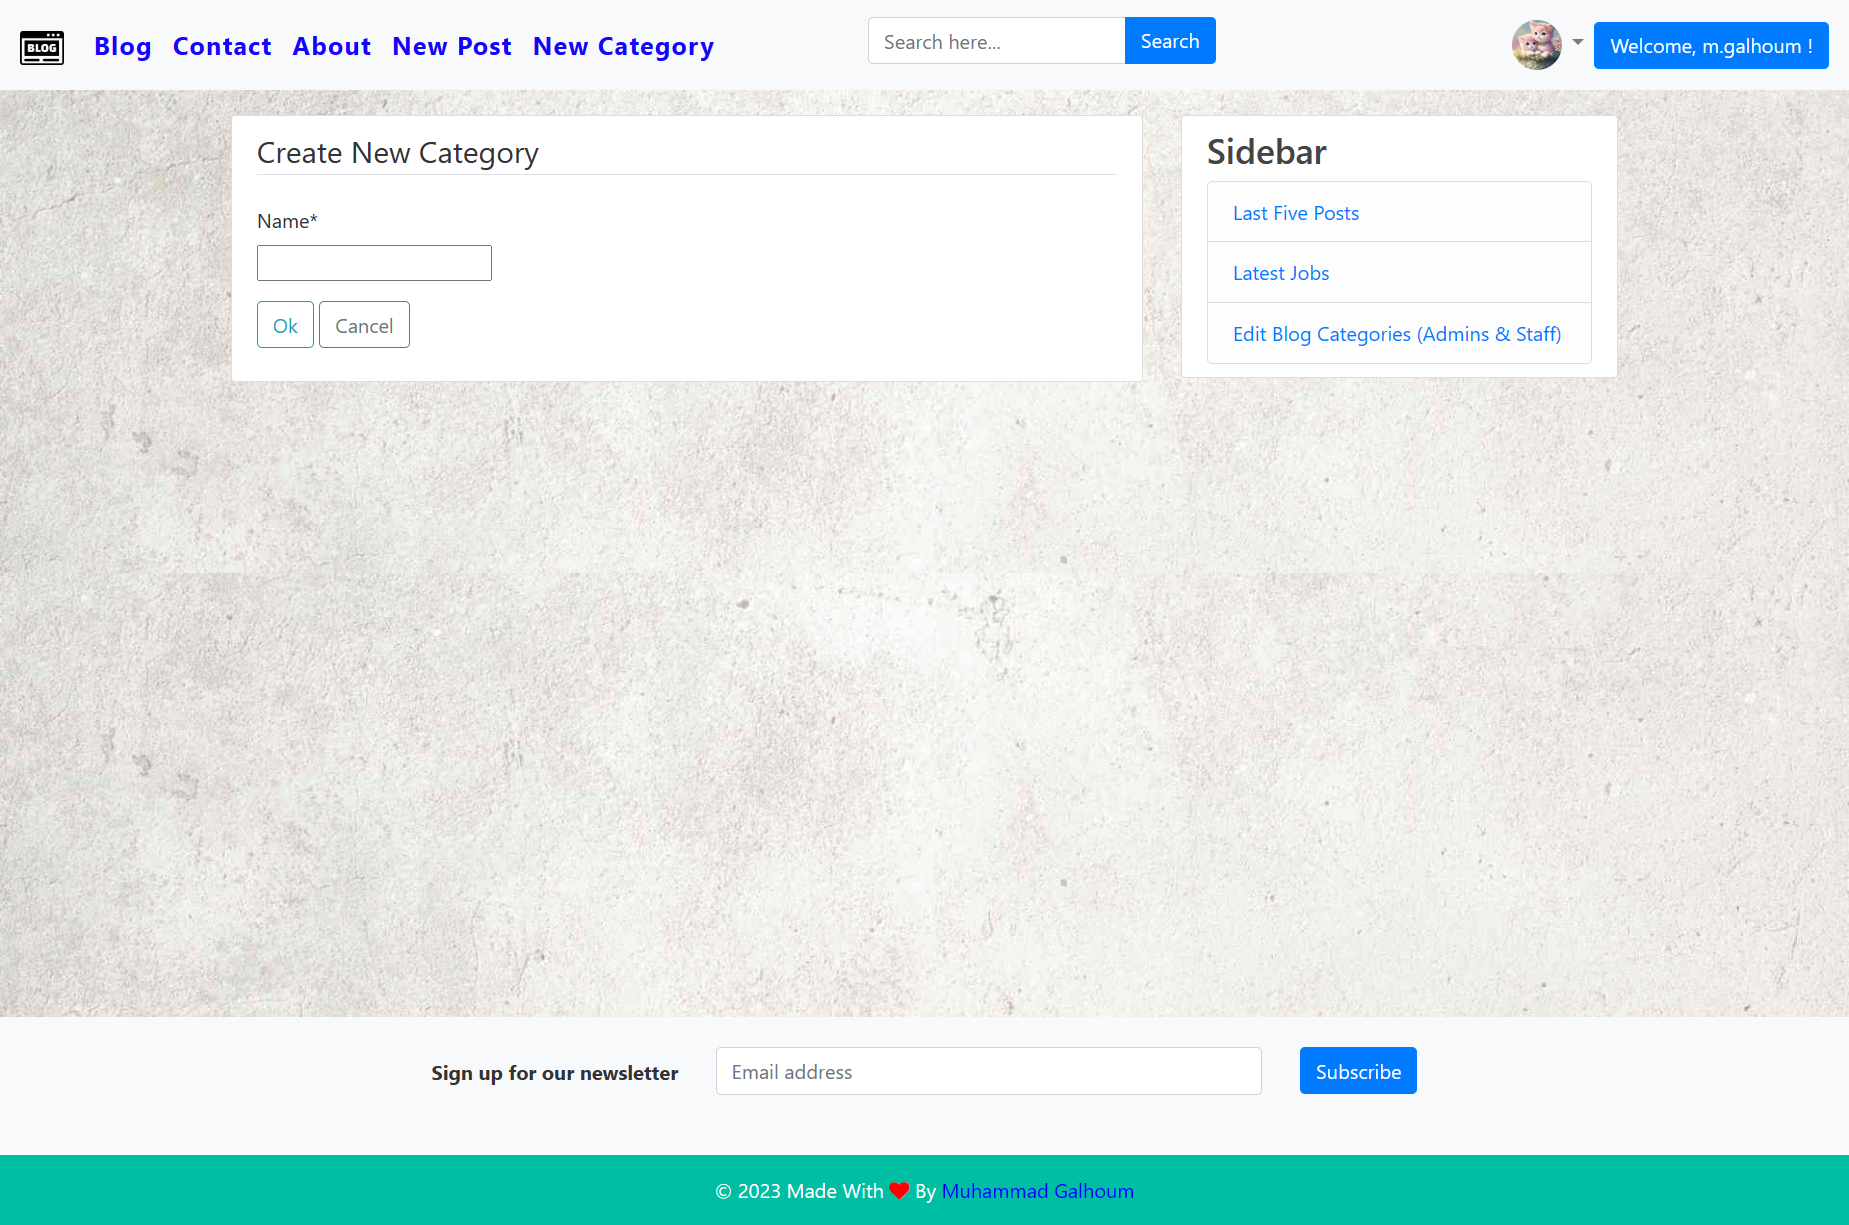 BLOG
Blog Contact About New Post New Category
Search here...
Search
Welcome, m.galhoum !
Create New Category
Name*
Ok
Cancel
Sidebar
Last Five Posts
Latest Jobs
Edit Blog Categories (Admins & Staff)
Sign up for our newsletter
Email address
Subscribe
© 2023 Made With ❤ By Muhammad Galhoum